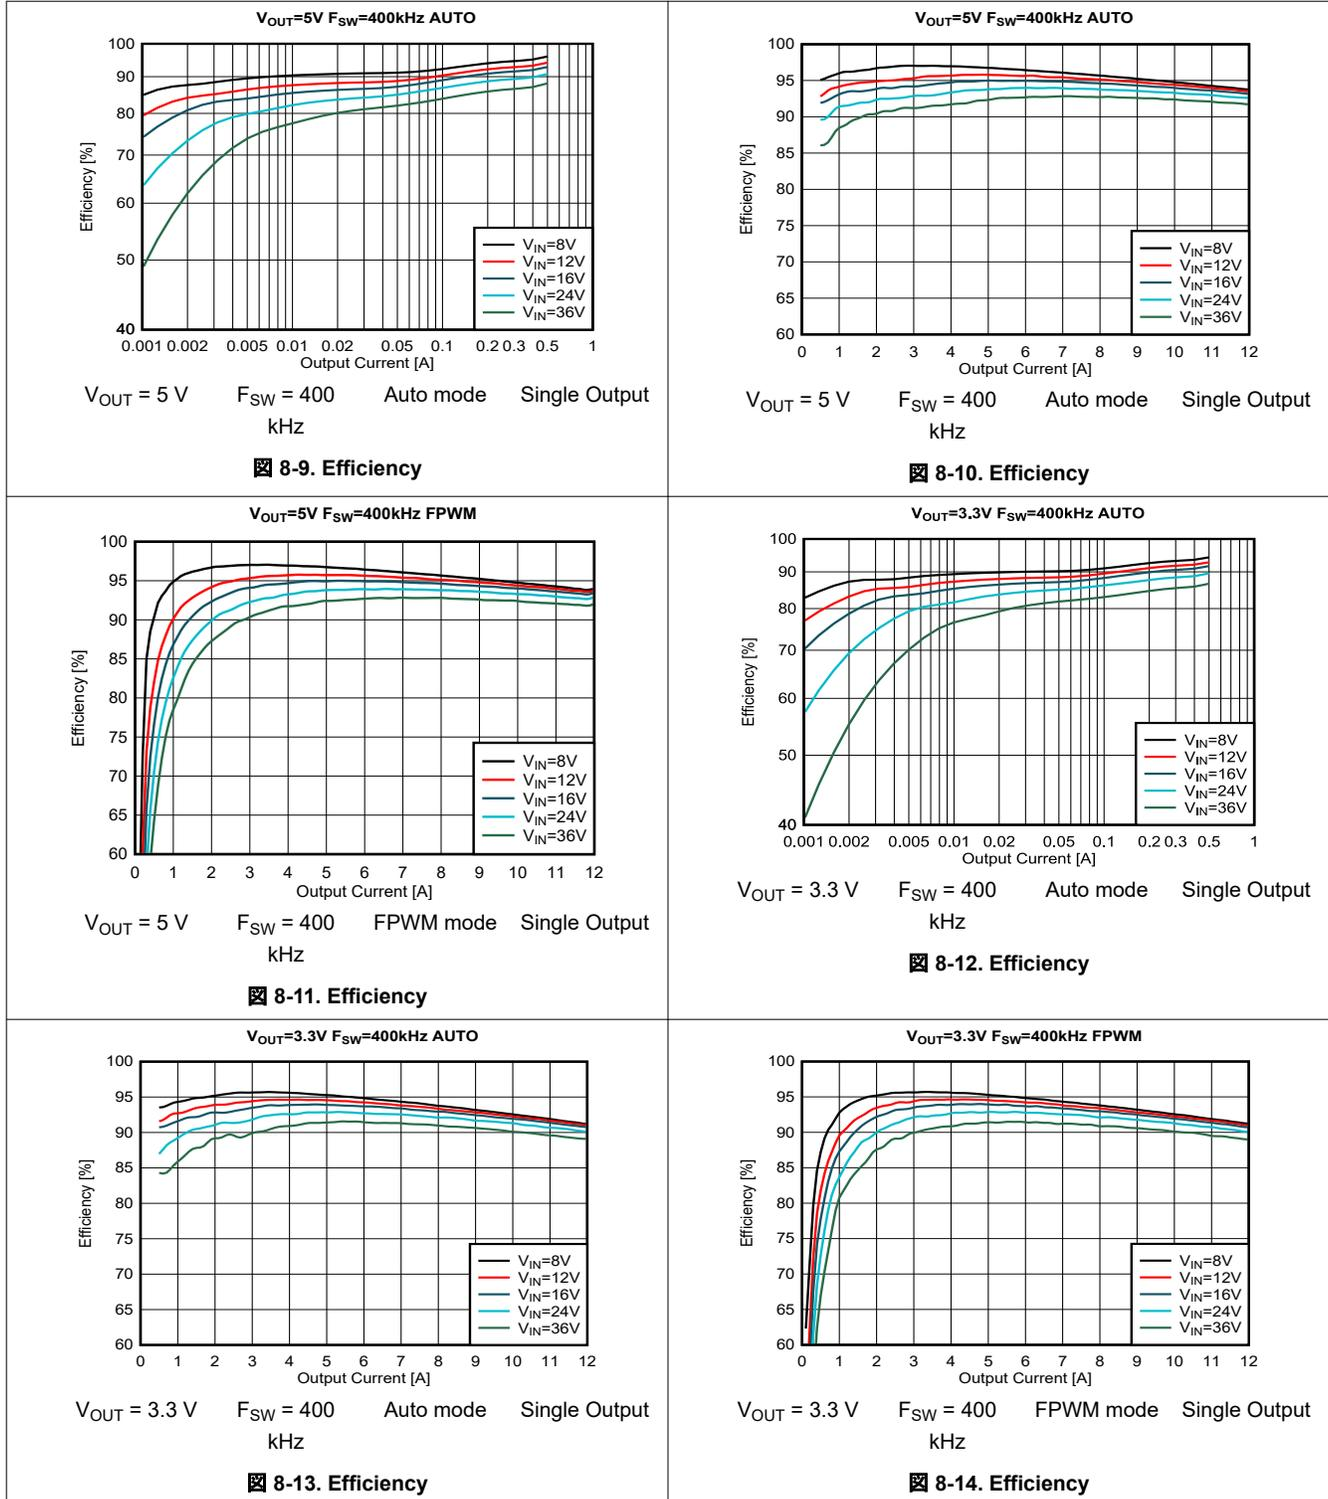 VOUT=5V FSW=400kHz AUTO
100
90
80
70
60
50
40
Efficiency [%]
VIN=8V
VIN=12V
VIN=16V
VIN=24V
VIN=36V
0.001 0.002 0.005 0.01 0.02 0.05 0.1 0.2 0.3 0.5 1
Output Current [A]
VOUT = 5 V FSW = 400 kHz Auto mode Single Output
図 8-9. Efficiency
VOUT=5V FSW=400kHz AUTO
100
95
90
85
80
75
70
65
60
Efficiency [%]
VIN=8V
VIN=12V
VIN=16V
VIN=24V
VIN=36V
0 1 2 3 4 5 6 7 8 9 10 11 12
Output Current [A]
VOUT = 5 V FSW = 400 kHz Auto mode Single Output
図 8-10. Efficiency
VOUT=5V FSW=400kHz FPWM
100
95
90
85
80
75
70
65
60
Efficiency [%]
VIN=8V
VIN=12V
VIN=16V
VIN=24V
VIN=36V
0 1 2 3 4 5 6 7 8 9 10 11 12
Output Current [A]
VOUT = 5 V FSW = 400 kHz FPWM mode Single Output
図 8-11. Efficiency
VOUT=3.3V FSW=400kHz AUTO
100
90
80
70
60
50
40
Efficiency [%]
VIN=8V
VIN=12V
VIN=16V
VIN=24V
VIN=36V
0.001 0.002 0.005 0.01 0.02 0.05 0.1 0.2 0.3 0.5 1
Output Current [A]
VOUT = 3.3 V FSW = 400 kHz Auto mode Single Output
図 8-12. Efficiency
VOUT=3.3V FSW=400kHz AUTO
100
95
90
85
80
75
70
65
60
Efficiency [%]
VIN=8V
VIN=12V
VIN=16V
VIN=24V
VIN=36V
0 1 2 3 4 5 6 7 8 9 10 11 12
Output Current [A]
VOUT = 3.3 V FSW = 400 kHz Auto mode Single Output
図 8-13. Efficiency
VOUT=3.3V FSW=400kHz FPWM
100
95
90
85
80
75
70
65
60
Efficiency [%]
VIN=8V
VIN=12V
VIN=16V
VIN=24V
VIN=36V
0 1 2 3 4 5 6 7 8 9 10 11 12
Output Current [A]
VOUT = 3.3 V FSW = 400 kHz FPWM mode Single Output
図 8-14. Efficiency